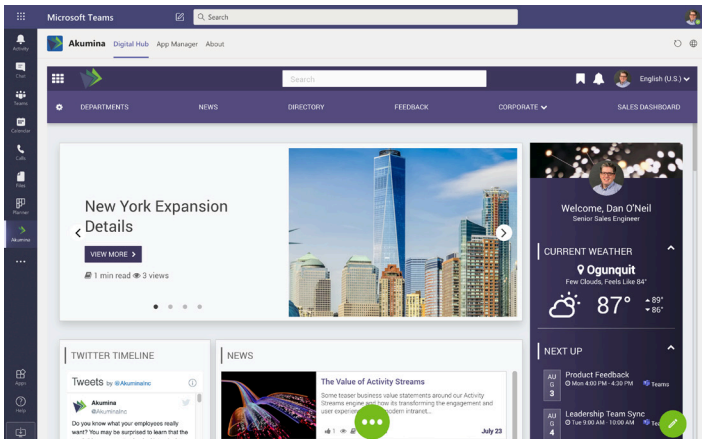 Microsoft Teams
Search
Activity
Chat
Teams
Calendar
Calls
Files
Planner
Akumina
Apps
Help
Akumina Digital Hub App Manager About
Search
English (U.S.)
DEPARTMENTS NEWS DIRECTORY FEEDBACK CORPORATE SALES DASHBOARD
New York Expansion
Details
VIEW MORE >
1 min read 3 views
Welcome, Dan O'Neil
Senior Sales Engineer
CURRENT WEATHER
Ogunquit
Few Clouds, Feels Like 84°
87°
89°
86°
TWITTER TIMELINE
Tweets by @AkuminaInc
Akumina
@AkuminaInc
Do you know what your employees really
want? You may be surprised to learn that the
NEWS
The Value of Activity Streams
Some teaser business value statements around our Activity
Streams engine and how its transforming the engagement and
user experience modern intranet...
1
July 23
NEXT UP
AU
G
3
Product Feedback
Mon 4:00 PM - 4:30 PM
Teams
AU
G
4
Leadership Team Sync
Tue 9:00 AM - 10:00 AM